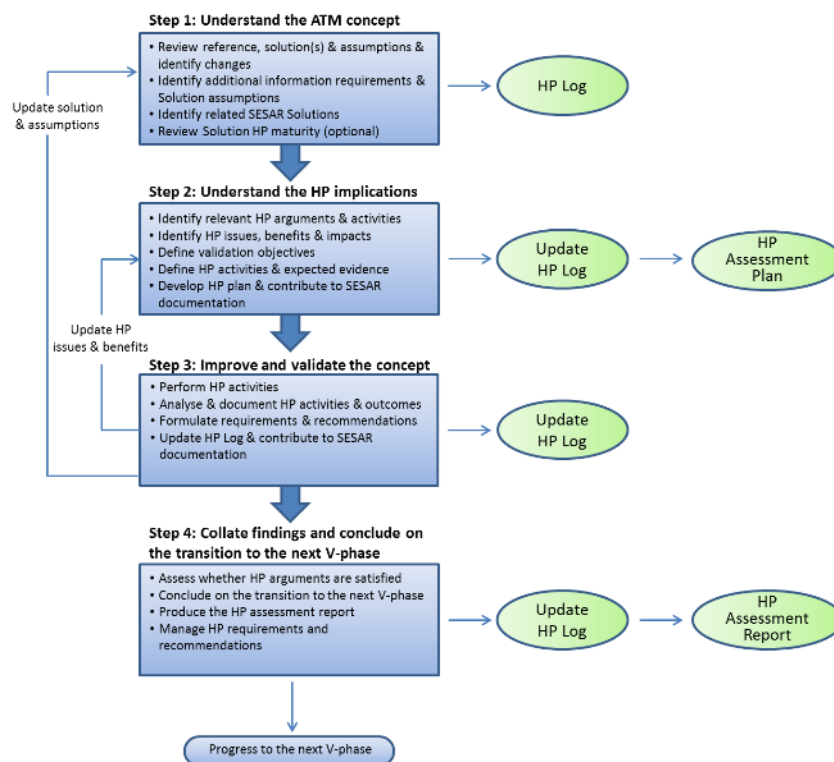 Step 1: Understand the ATM concept
• Review reference, solution(s) & assumptions &
identify changes
• Identify additional information requirements &
Solution assumptions
• Identify related SESAR Solutions
• Review Solution HP maturity (optional)
HP Log
Update solution
& assumptions
Step 2: Understand the HP implications
• Identify relevant HP arguments & activities
• Identify HP issues, benefits & impacts
• Define validation objectives
• Define HP activities & expected evidence
• Develop HP plan & contribute to SESAR
documentation
Update
HP Log
HP
Assessment
Plan
Update HP
issues & benefits
Step 3: Improve and validate the concept
• Perform HP activities
• Analyse & document HP activities & outcomes
• Formulate requirements & recommendations
• Update HP Log & contribute to SESAR
documentation
Update
HP Log
Step 4: Collate findings and conclude on
the transition to the next V-phase
• Assess whether HP arguments are satisfied
• Conclude on the transition to the next V-phase
• Produce the HP assessment report
• Manage HP requirements and
recommendations
Update
HP Log
HP
Assessment
Report
Progress to the next V-phase